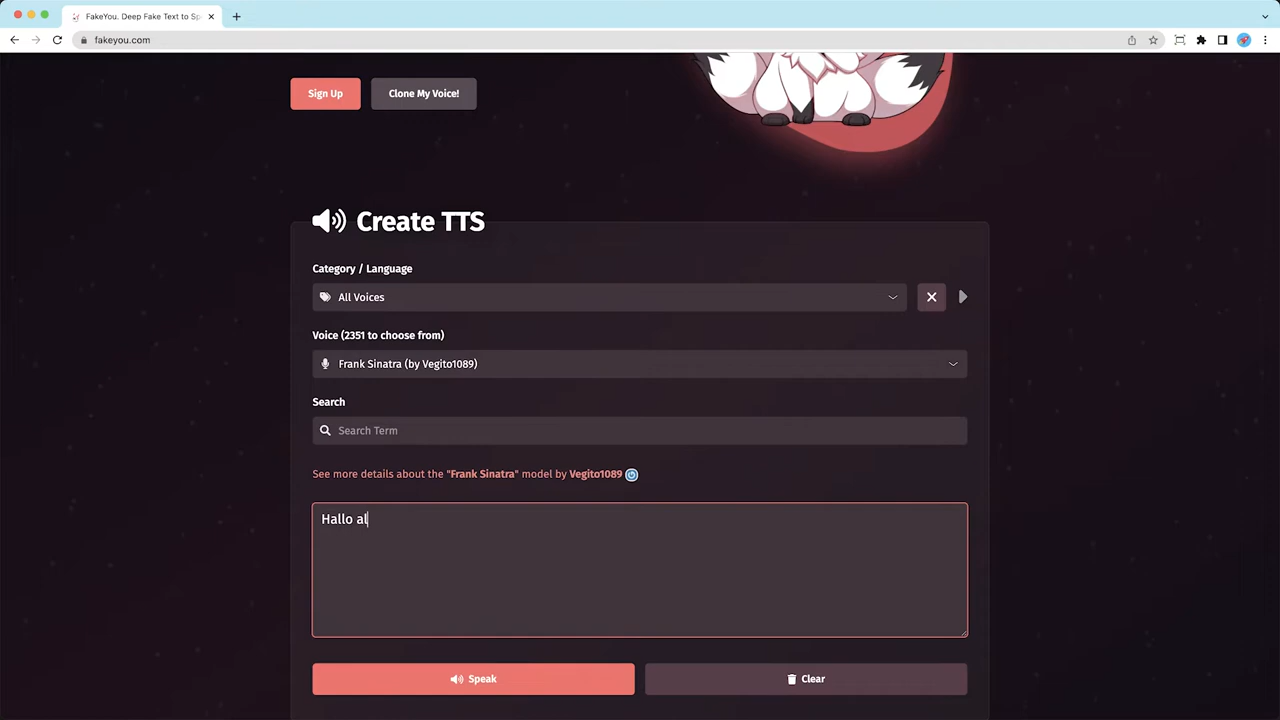 FakeYou. Deep Fake Text to Sp
fakeyou.com
Sign Up
Clone My Voice!
Create TTS
Category / Language
All Voices
Voice (2351 to choose from)
Frank Sinatra (by Vegito1089)
Search
Search Term
See more details about the "Frank Sinatra" model by Vegito1089
Hallo al
Speak
Clear